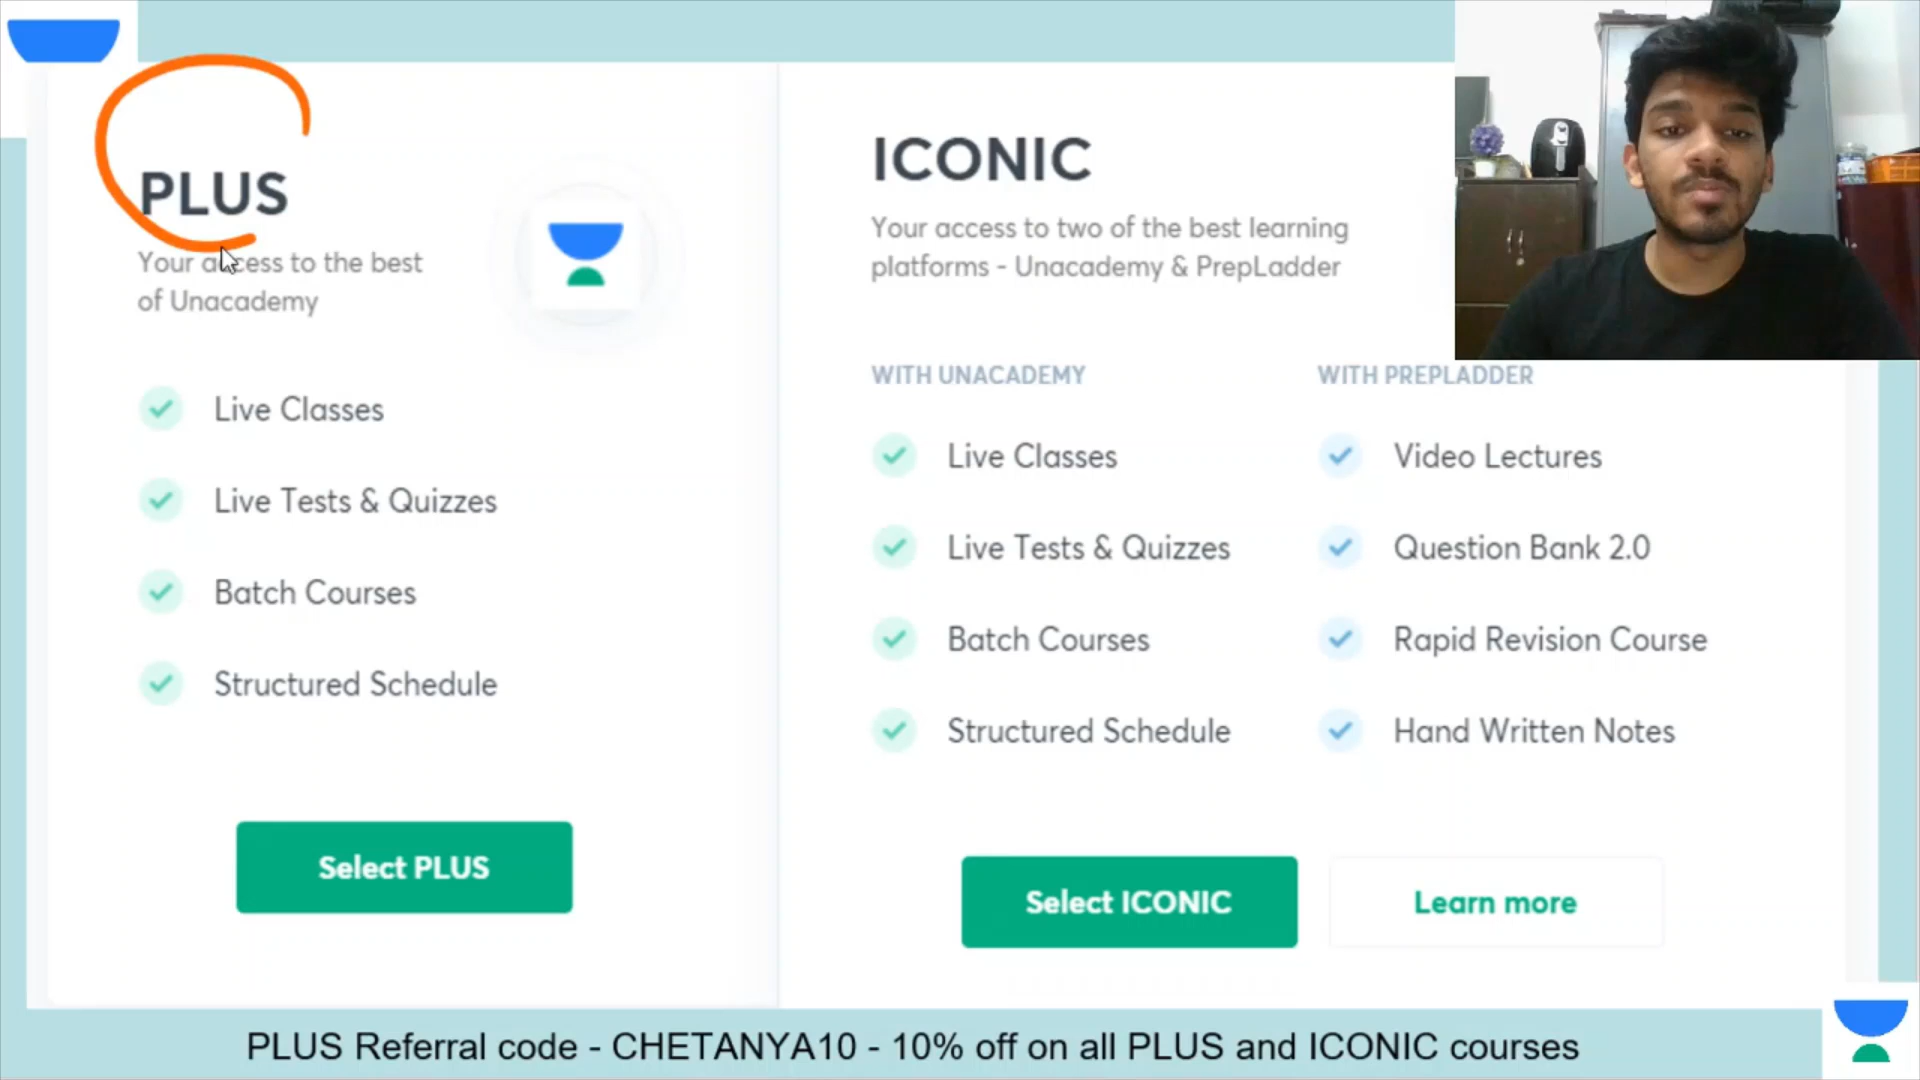 PLUS
Your access to the best
of Unacademy
Live Classes
Live Tests & Quizzes
Batch Courses
Structured Schedule
Select PLUS
ICONIC
Your access to two of the best learning
platforms - Unacademy & PrepLadder
WITH UNACADEMY
Live Classes
Live Tests & Quizzes
Batch Courses
Structured Schedule
WITH PREPLADDER
Video Lectures
Question Bank 2.0
Rapid Revision Course
Hand Written Notes
Select ICONIC
Learn more
PLUS Referral code - CHETANYA10 - 10% off on all PLUS and ICONIC courses